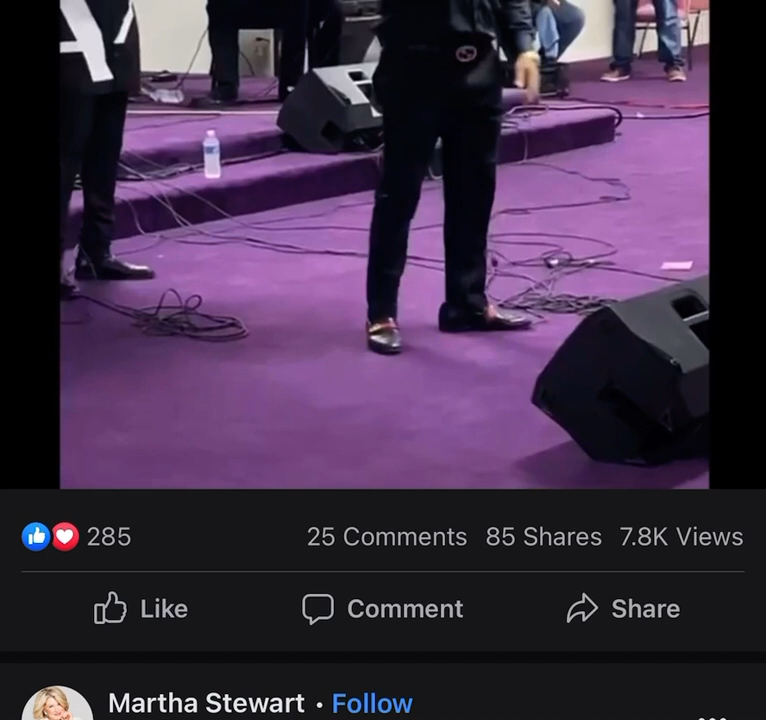 285 25 Comments 85 Shares 7.8K Views
Like Comment Share
Martha Stewart • Follow